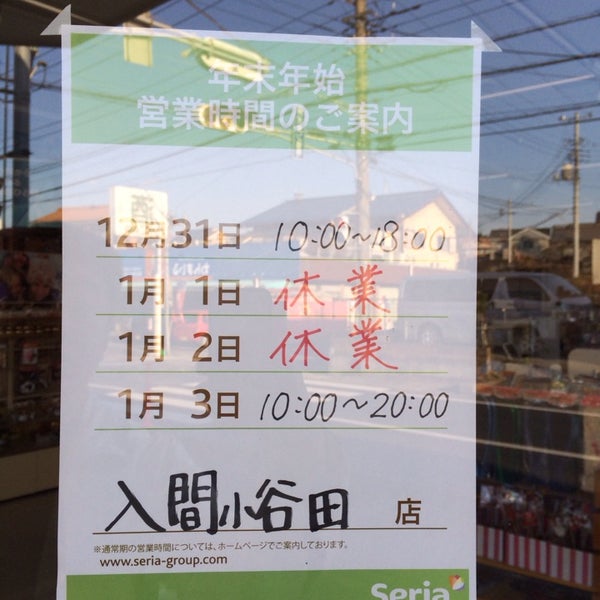 年末年始
営業時間のご案内
12月31日 10:00~18:00
1月 1日 休業
1月 2日 休業
1月 3日 10:00~20:00
入間小谷田 店
※通常期の営業時間については、ホームページでご案内しております。
www.seria-group.com
Seria